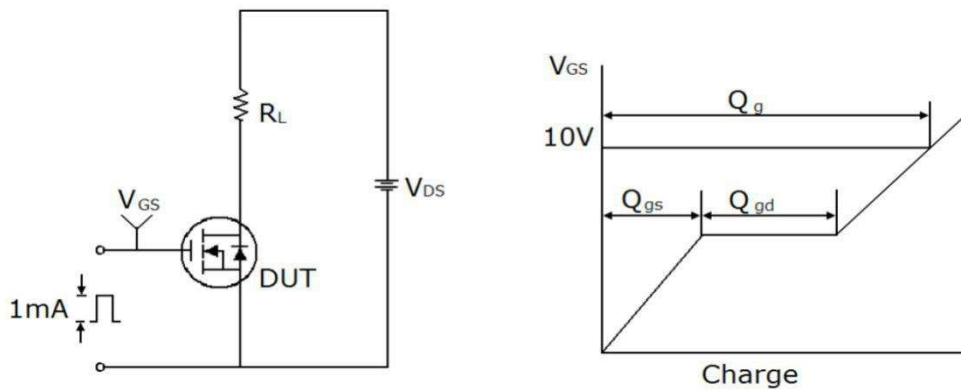 RL
VDS
VGS
DUT
1mA
VGS
Qg
10V
Qgs
Qgd
Charge